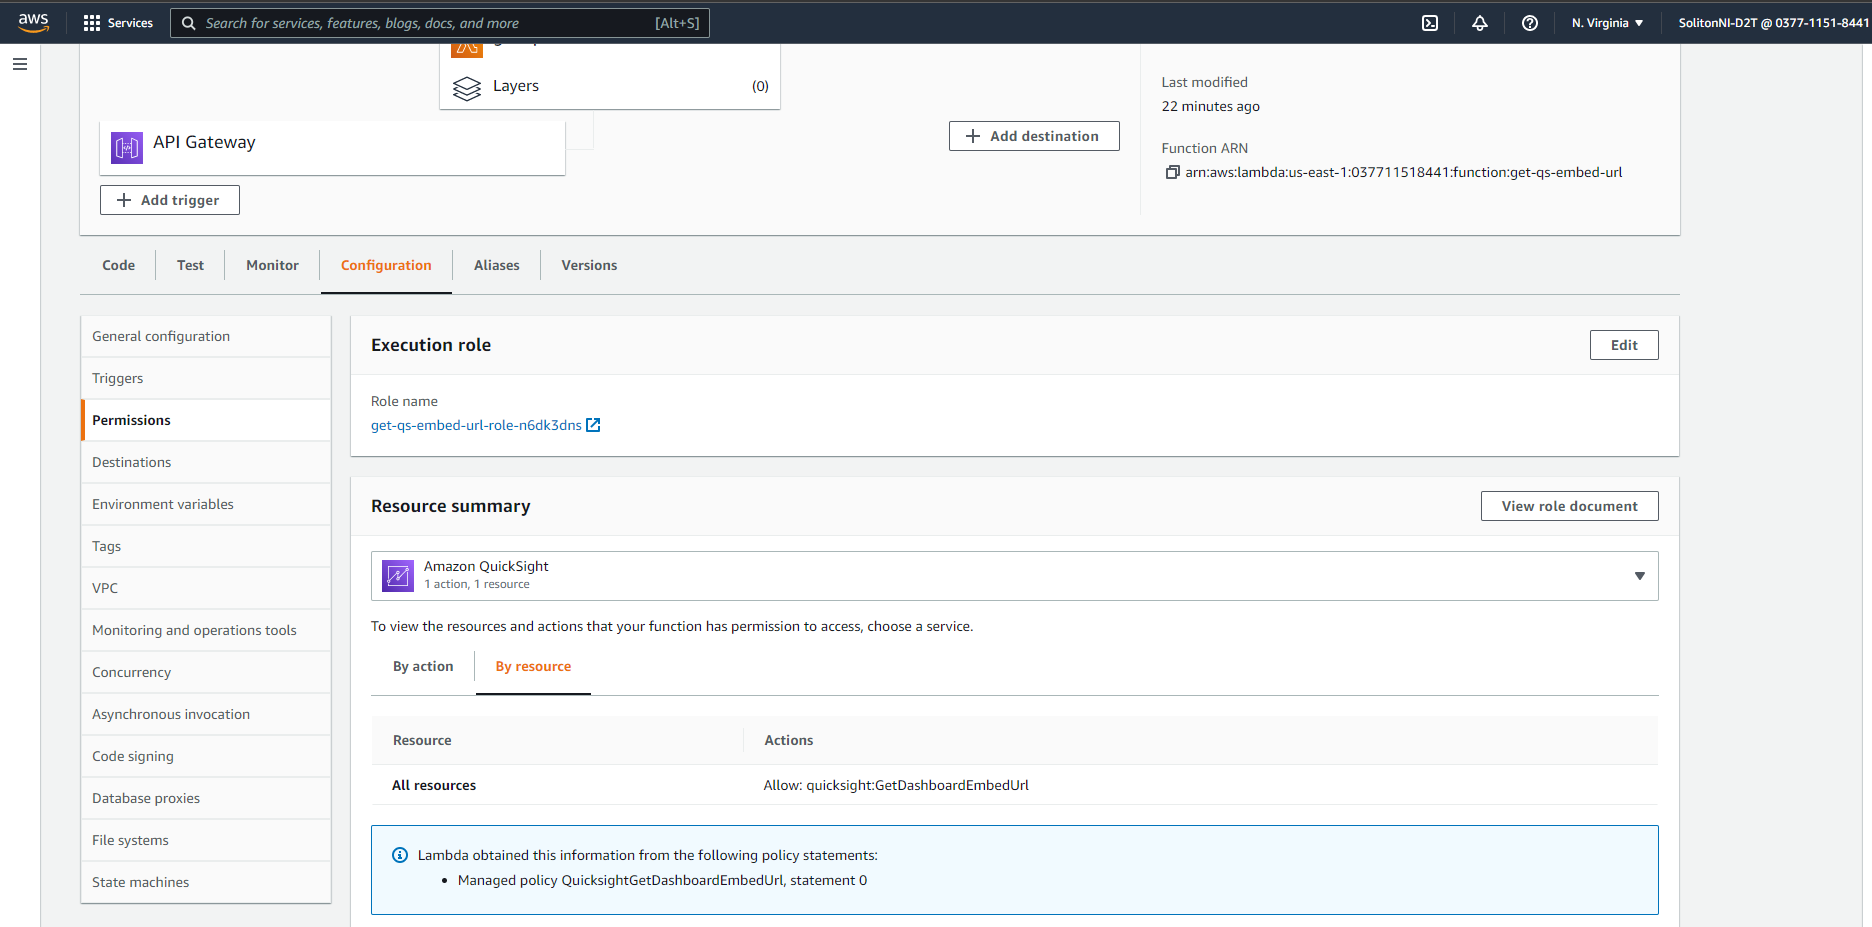 aws
Services
Search for services, features, blogs, docs, and more [Alt+S]
N. Virginia ▼
SolitonNI-D2T @ 0377-1151-8441
Layers (0)
API Gateway
+ Add trigger
+ Add destination
Last modified
22 minutes ago
Function ARN
arn:aws:lambda:us-east-1:037711518441:function:get-qs-embed-url
Code Test Monitor Configuration Aliases Versions
General configuration
Triggers
Permissions
Destinations
Environment variables
Tags
VPC
Monitoring and operations tools
Concurrency
Asynchronous invocation
Code signing
Database proxies
File systems
State machines
Execution role
Edit
Role name
get-qs-embed-url-role-n6dk3dns
Resource summary
View role document
Amazon QuickSight
1 action, 1 resource
To view the resources and actions that your function has permission to access, choose a service.
By action By resource
Resource Actions
All resources Allow: quicksight:GetDashboardEmbedUrl
Lambda obtained this information from the following policy statements:
• Managed policy QuicksightGetDashboardEmbedUrl, statement 0